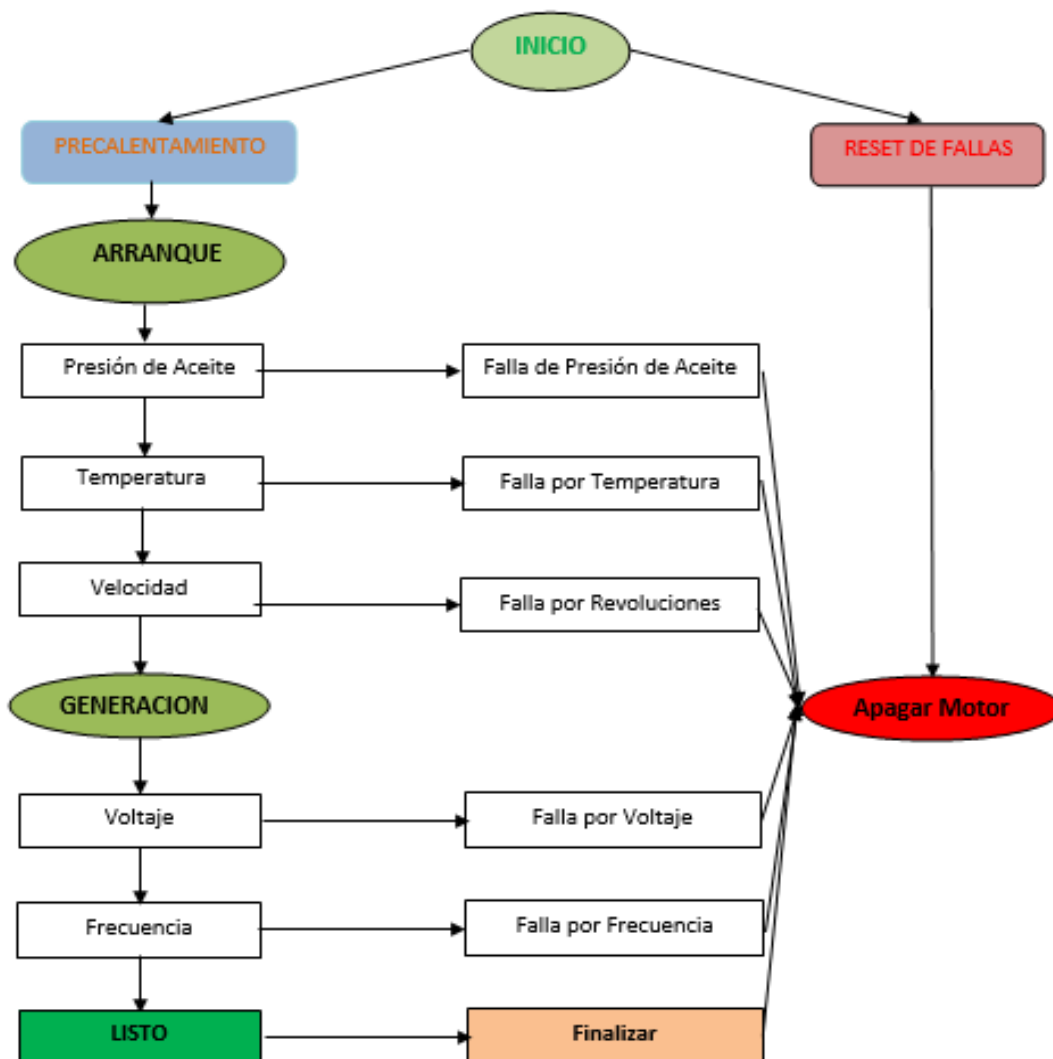 INICIO
PRECALENTAMIENTO
RESET DE FALLAS
ARRANQUE
Presión de Aceite
Falla de Presión de Aceite
Temperatura
Falla por Temperatura
Velocidad
Falla por Revoluciones
GENERACION
Apagar Motor
Voltaje
Falla por Voltaje
Frecuencia
Falla por Frecuencia
LISTO
Finalizar